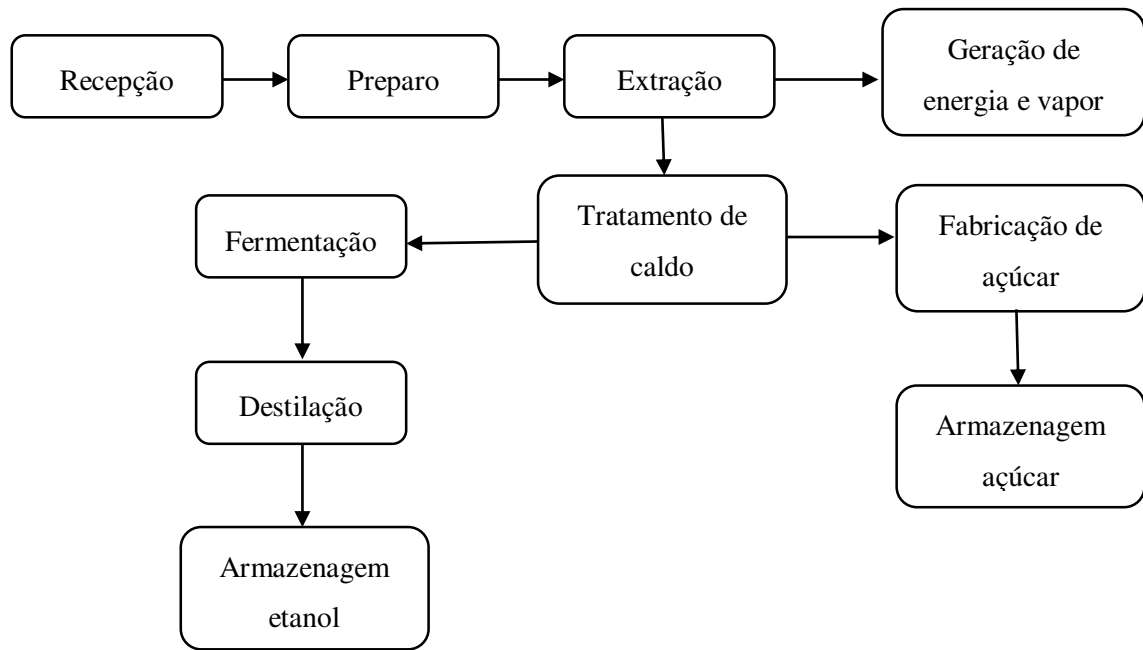 Recepção
Preparo
Extração
Geração de
energia e vapor
Tratamento de
caldo
Fermentação
Fabricação de
açúcar
Destilação
Armazenagem
açúcar
Armazenagem
etanol